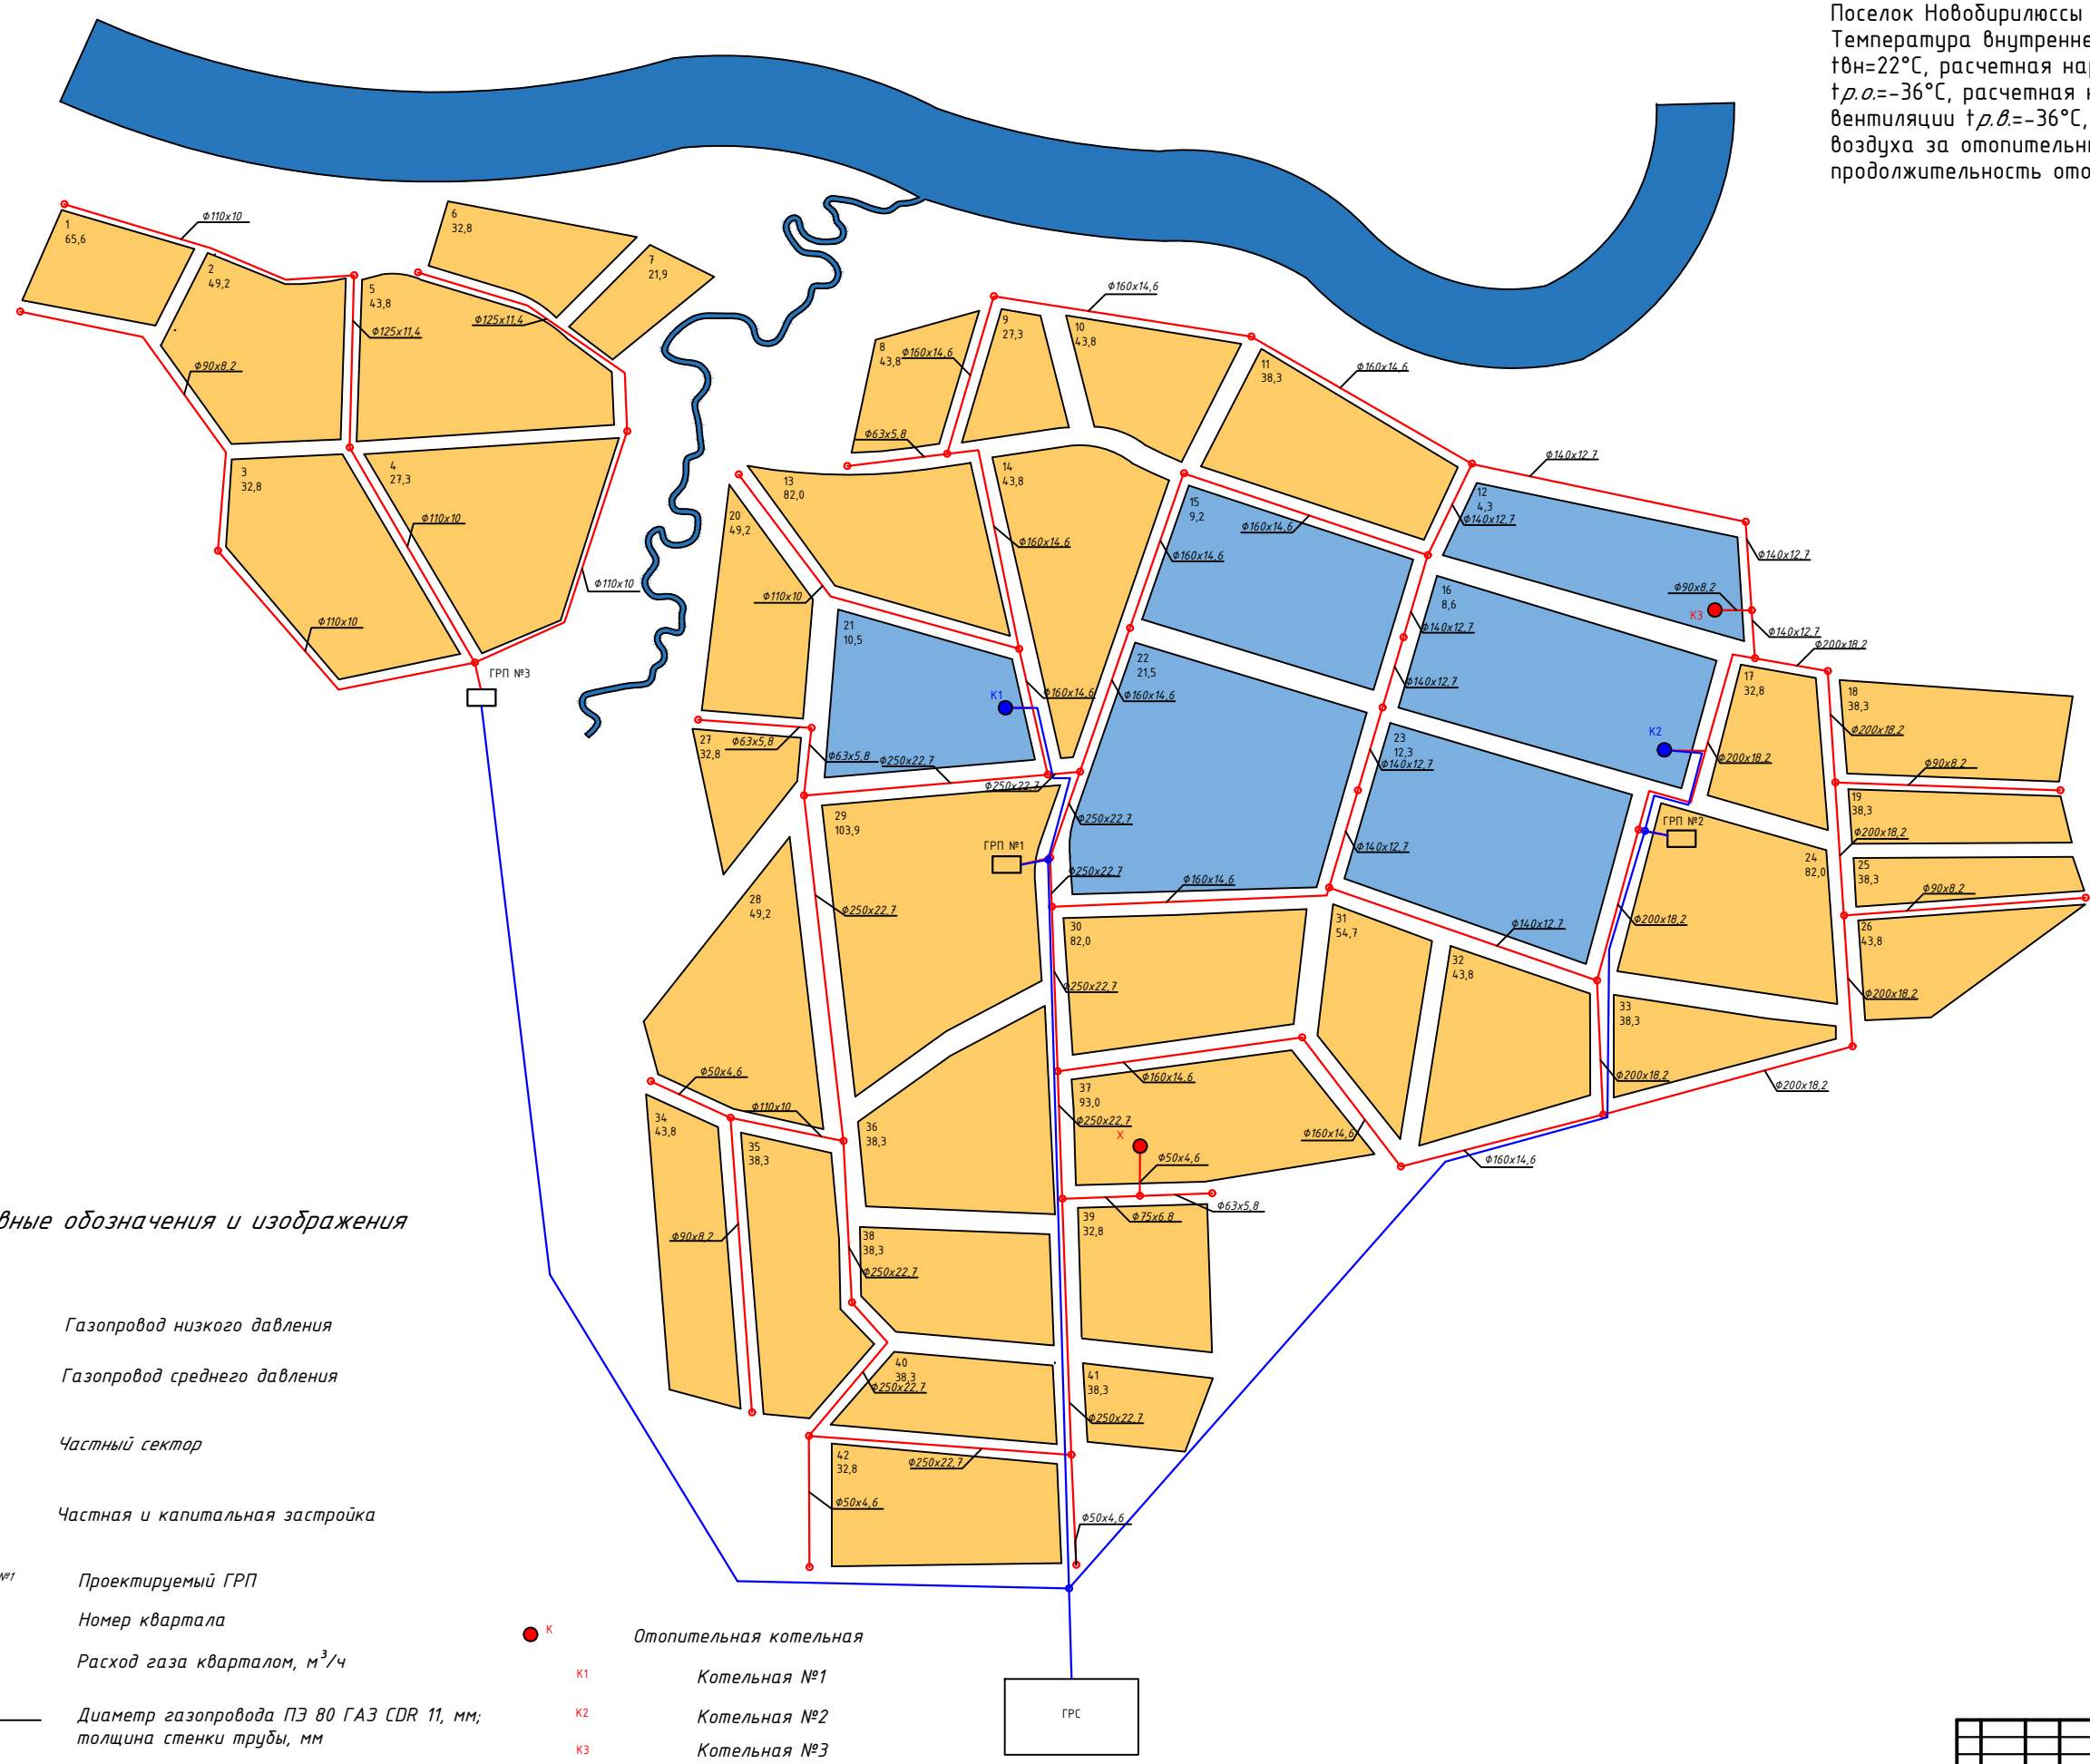 Поселок Новобирилюссы
Температура внутренне
tвн=22°С, расчетная на
tр.о.=-36°С, расчетная
вентиляции tр.в.=-36°С,
воздуха за отопительн
продолжительность ото
1
65,6
Ф110х10
2
49,2
6
32,8
7
21,9
5
43,8
Ф125х11,4
Ф125х11,4
Ф90х8,2
3
32,8
4
27,3
Ф110х10
Ф110х10
Ф110х10
ГРП №3
Ф160х14,6
8
43,8
Ф160х14,6
9
27,3
10
43,8
11
38,3
Ф160х14,6
Ф63х5,8
13
82,0
14
43,8
Ф140х12,7
12
4,3
Ф140х12,7
15
9,2
Ф160х14,6
Ф160х14,6
Ф160х14,6
20
49,2
Ф110х10
Ф140х12,7
Ф90х8,2
К3
16
8,6
Ф140х12,7
Ф140х12,7
Ф200х18,2
21
10,5
К1
Ф160х14,6
22
21,5
Ф160х14,6
Ф140х12,7
17
32,8
18
38,3
Ф200х18,2
К2
Ф200х18,2
27
32,8
Ф63х5,8
Ф63х5,8
Ф250х22,7
Ф250х22,7
23
12,3
Ф140х12,7
Ф90х8,2
19
38,3
29
103,9
Ф250х22,7
ГРП №1
ГРП №2
Ф200х18,2
Ф140х12,7
24
82,0
25
38,3
Ф250х22,7
Ф160х14,6
Ф90х8,2
28
49,2
Ф250х22,7
30
82,0
31
54,7
Ф140х12,7
Ф200х18,2
26
43,8
32
43,8
Ф250х22,7
33
38,3
Ф200х18,2
Ф50х4,6
Ф160х14,6
Ф200х18,2
Ф200х18,2
37
93,0
Ф110х10
34
43,8
36
38,3
Ф250х22,7
Х
Ф160х14,6
35
38,3
Ф50х4,6
Ф160х14,6
Ф63х5,8
39
32,8
Ф75х6.8
Ф90х8,2
38
38,3
Ф250х22,7
40
38,3
Ф250х22,7
41
38,3
Ф250х22,7
42
32,8
Ф250х22,7
Ф50х4,6
Ф50х4,6
ГРС
вные обозначения и изображения
Газопровод низкого давления
Газопровод среднего давления
Частный сектор
Частная и капитальная застройка
№1
Проектируемый ГРП
Номер квартала
Расход газа кварталом, м³/ч
Диаметр газопровода ПЭ 80 ГАЗ СDR 11, мм;
толщина стенки трубы, мм
К
Отопительная котельная
К1
Котельная №1
К2
Котельная №2
К3
Котельная №3